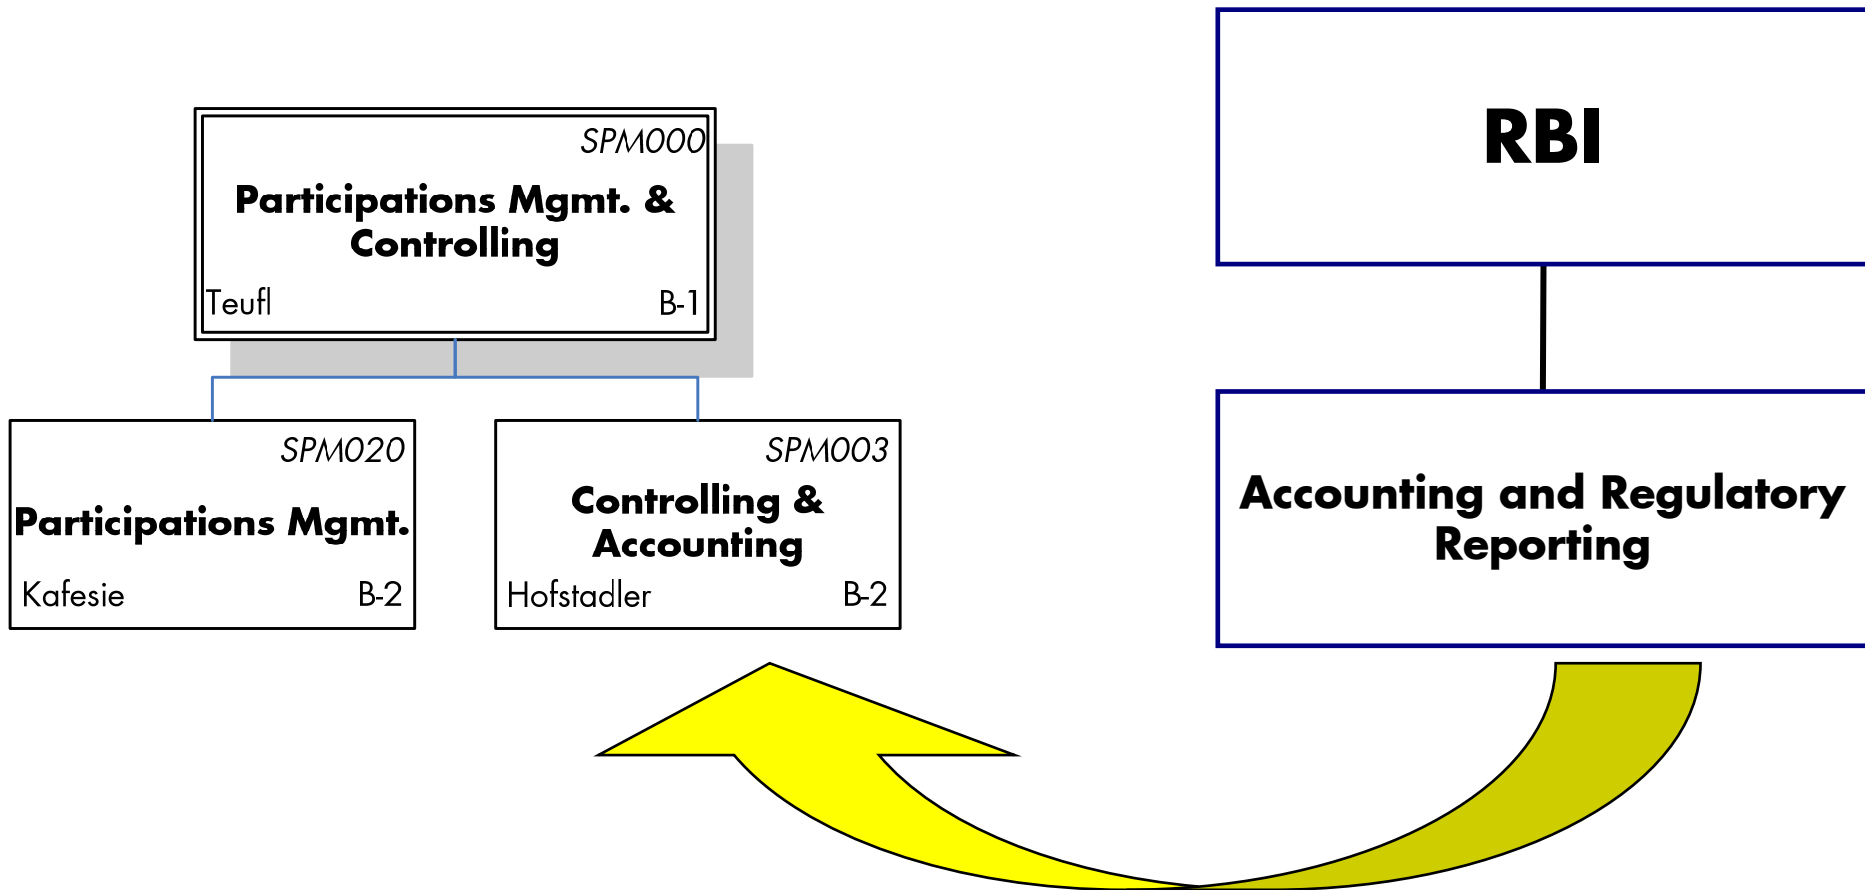 SPM000
Participations Mgmt. &
Controlling
Teufl B-1
SPM020
Participations Mgmt.
Kafesie B-2
SPM003
Controlling &
Accounting
Hofstadler B-2
RBI
Accounting and Regulatory
Reporting